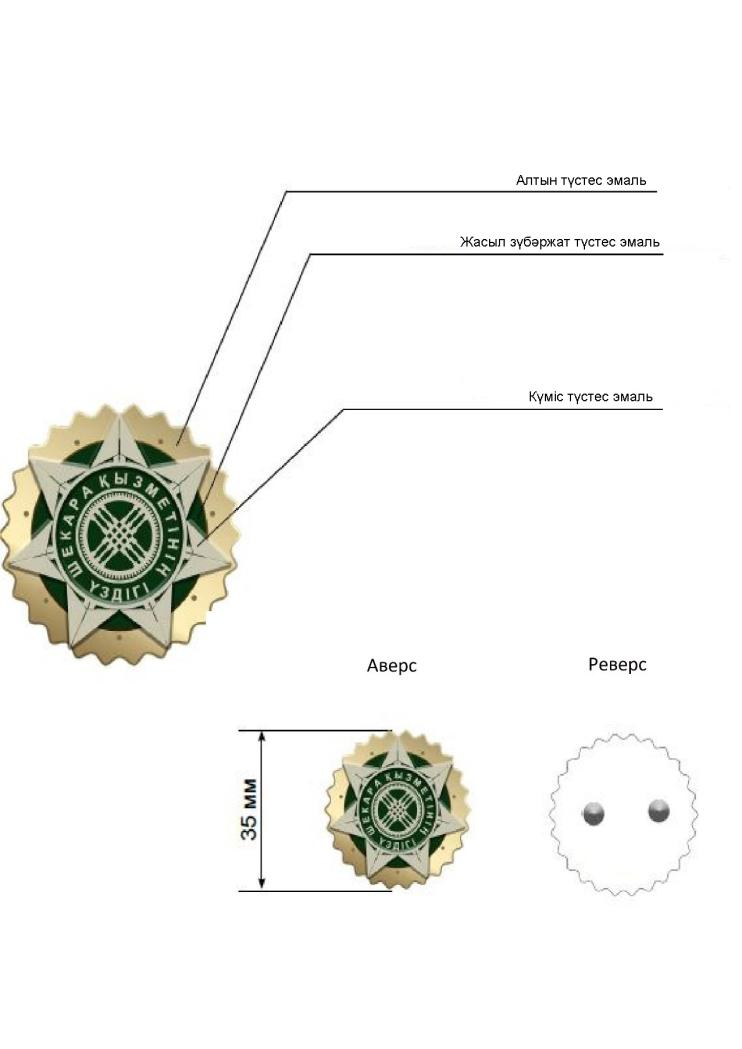 Алтын түстес эмаль
Жасыл зүбәржат түстес эмаль
Күміс түстес эмаль
ШЕКАРА ҚЫЗМЕТІНІҢ
ҮЗДІГІ
Аверс
Реверс
35 мм
ШЕКАРА ҚЫЗМЕТІНІҢ
ҮЗДІГІ